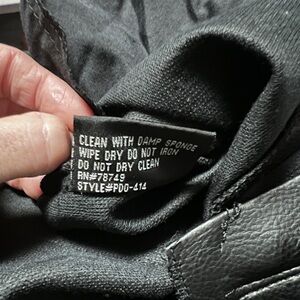 CLEAN WITH DAMP SPONGE
WIPE DRY DO NOT IRON
DO NOT DRY CLEAN
RN#78749
STYLE#PDO-414